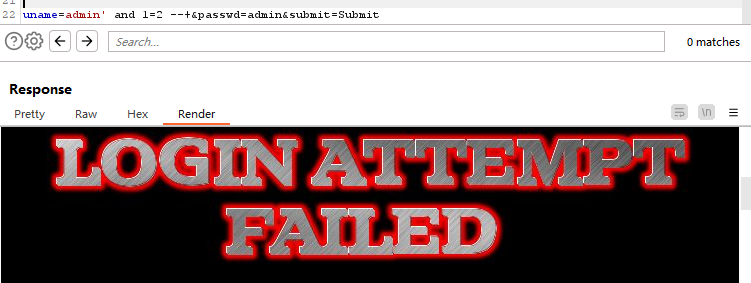 21
22 uname=admin' and 1=2 --+&passwd=admin&submit=Submit
Search... 0 matches
Response
Pretty Raw Hex Render \n
LOGIN ATTEMPT
FAILED